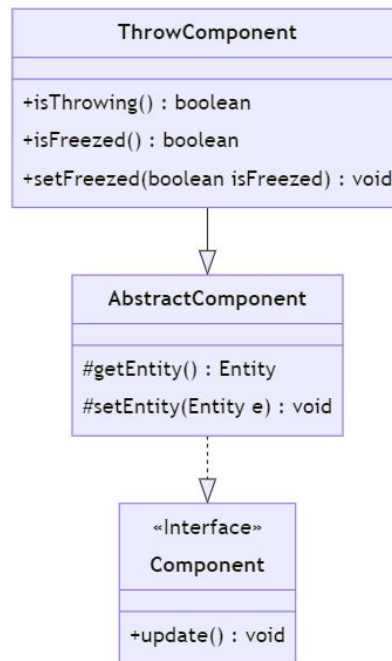 ThrowComponent
+isThrowing() : boolean
+isFreezed() : boolean
+setFreezed(boolean isFreezed) : void
AbstractComponent
#getEntity() : Entity
#setEntity(Entity e) : void
«Interface»
Component
+update() : void